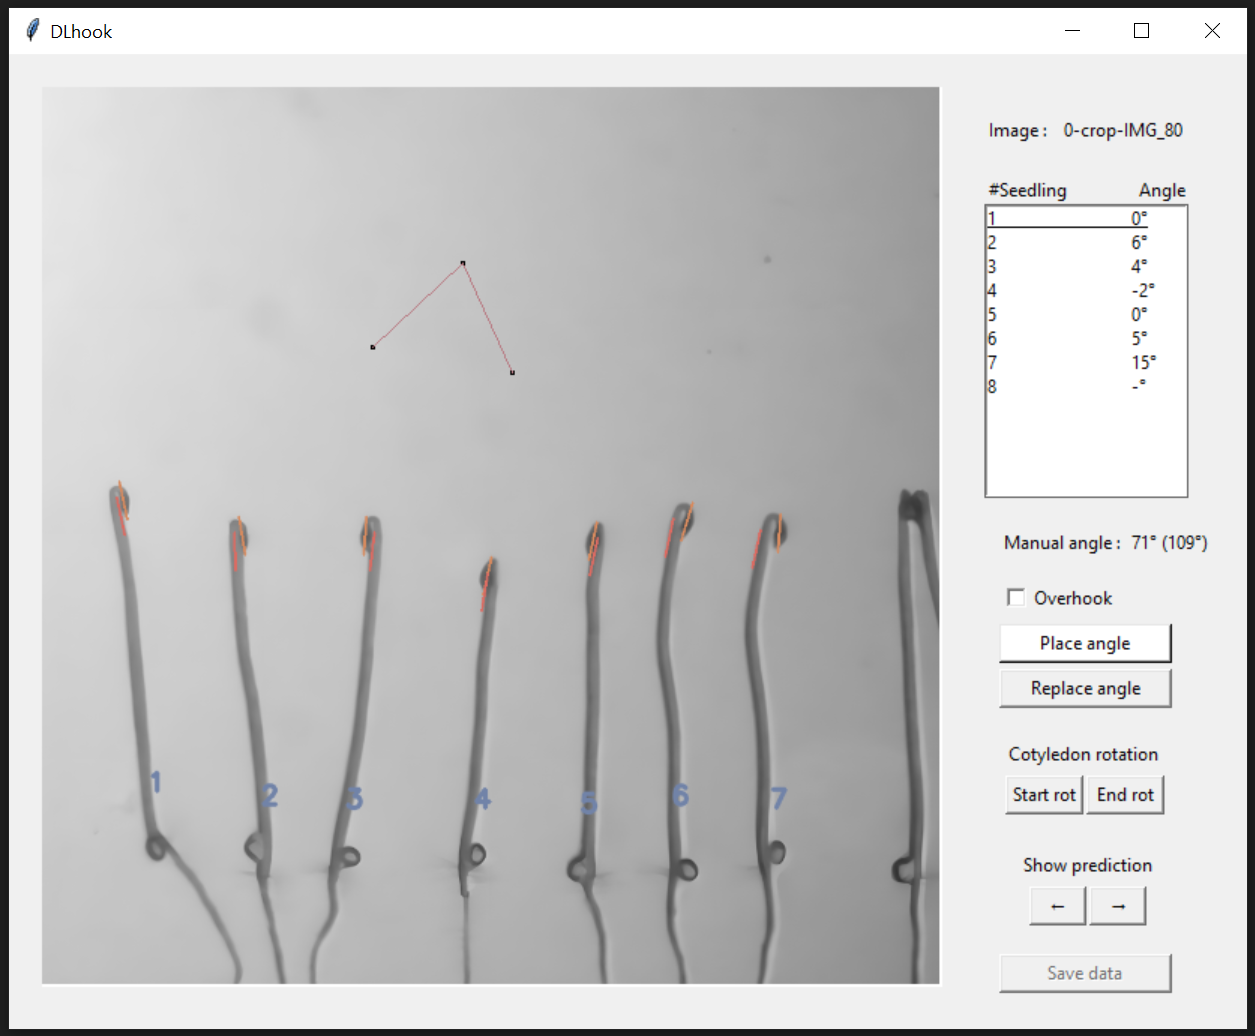 DLhook
Image: 0-crop-IMG_80
#Seedling Angle
1 0°
2 6°
3 4°
4 -2°
5 0°
6 5°
7 15°
8 -°
Manual angle: 71° (109°)
Overhook
Place angle
Replace angle
Cotyledon rotation
Start rot End rot
Show prediction
← →
Save data
1 2 3 4 5 6 7